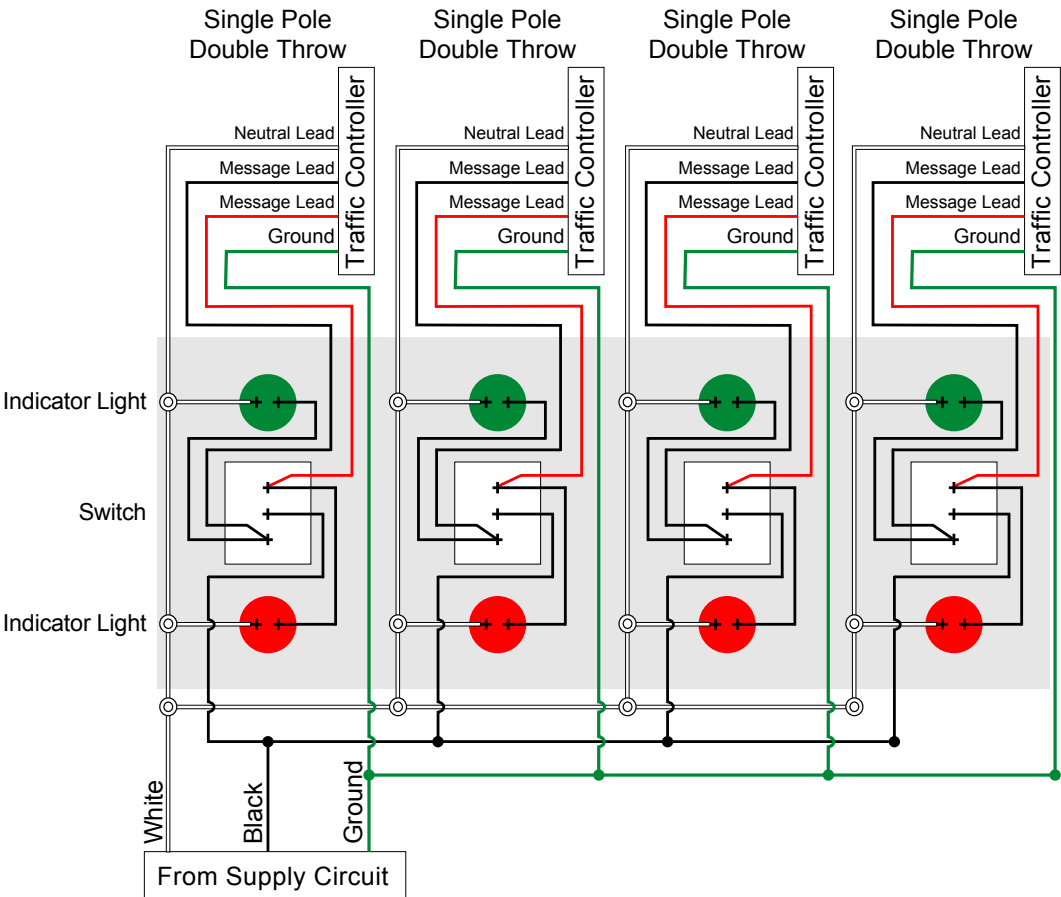 Single Pole
Double Throw
Single Pole
Double Throw
Single Pole
Double Throw
Single Pole
Double Throw
Neutral Lead
Message Lead
Message Lead
Ground
Traffic Controller
Neutral Lead
Message Lead
Message Lead
Ground
Traffic Controller
Neutral Lead
Message Lead
Message Lead
Ground
Traffic Controller
Neutral Lead
Message Lead
Message Lead
Ground
Traffic Controller
Indicator Light
Switch
Indicator Light
White
Black
Ground
From Supply Circuit